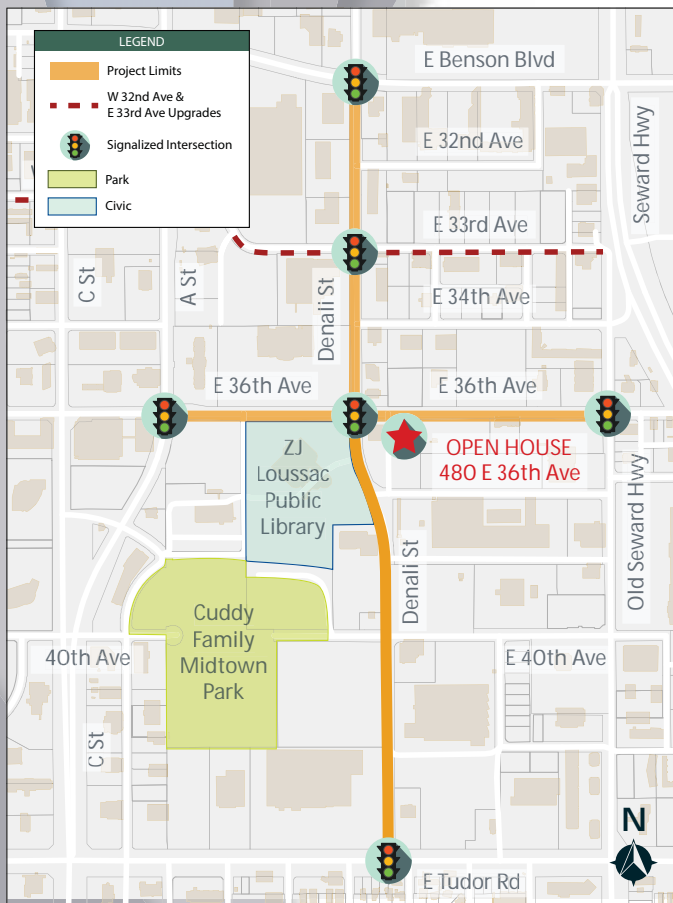 LEGEND
Project Limits
W 32nd Ave &
E 33rd Ave Upgrades
Signalized Intersection
Park
Civic
E Benson Blvd
E 32nd Ave
Seward Hwy
E 33rd Ave
C St
A St
Denali St
E 34th Ave
E 36th Ave
E 36th Ave
OPEN HOUSE
480 E 36th Ave
ZJ
Loussac
Public
Library
Old Seward Hwy
Denali St
Cuddy
Family
Midtown
Park
40th Ave
E 40th Ave
C St
N
E Tudor Rd